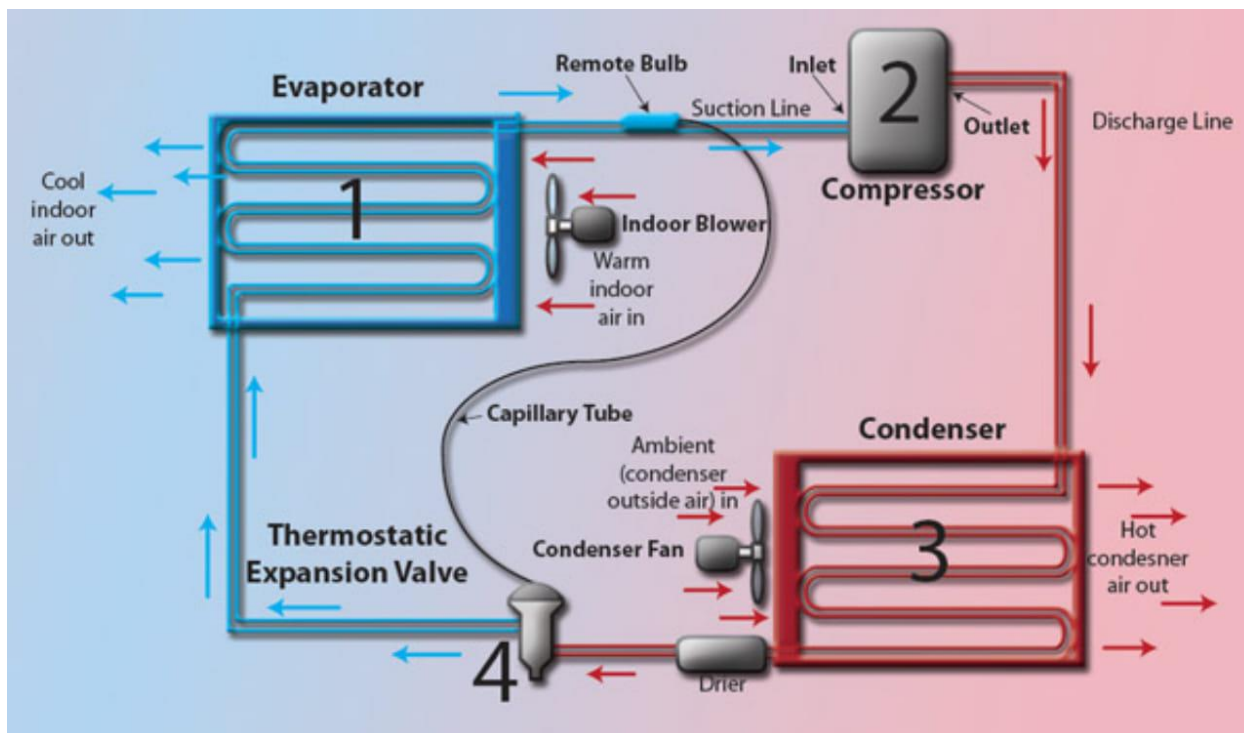 Evaporator
1
Cool
indoor
air out
Remote Bulb
Suction Line
Inlet
2
Outlet
Compressor
Discharge Line
Indoor Blower
Warm
indoor
air in
Capillary Tube
Ambient
(condenser
outside air) in
Condenser Fan
Condenser
3
Hot
condesner
air out
Thermostatic
Expansion Valve
4
Drier